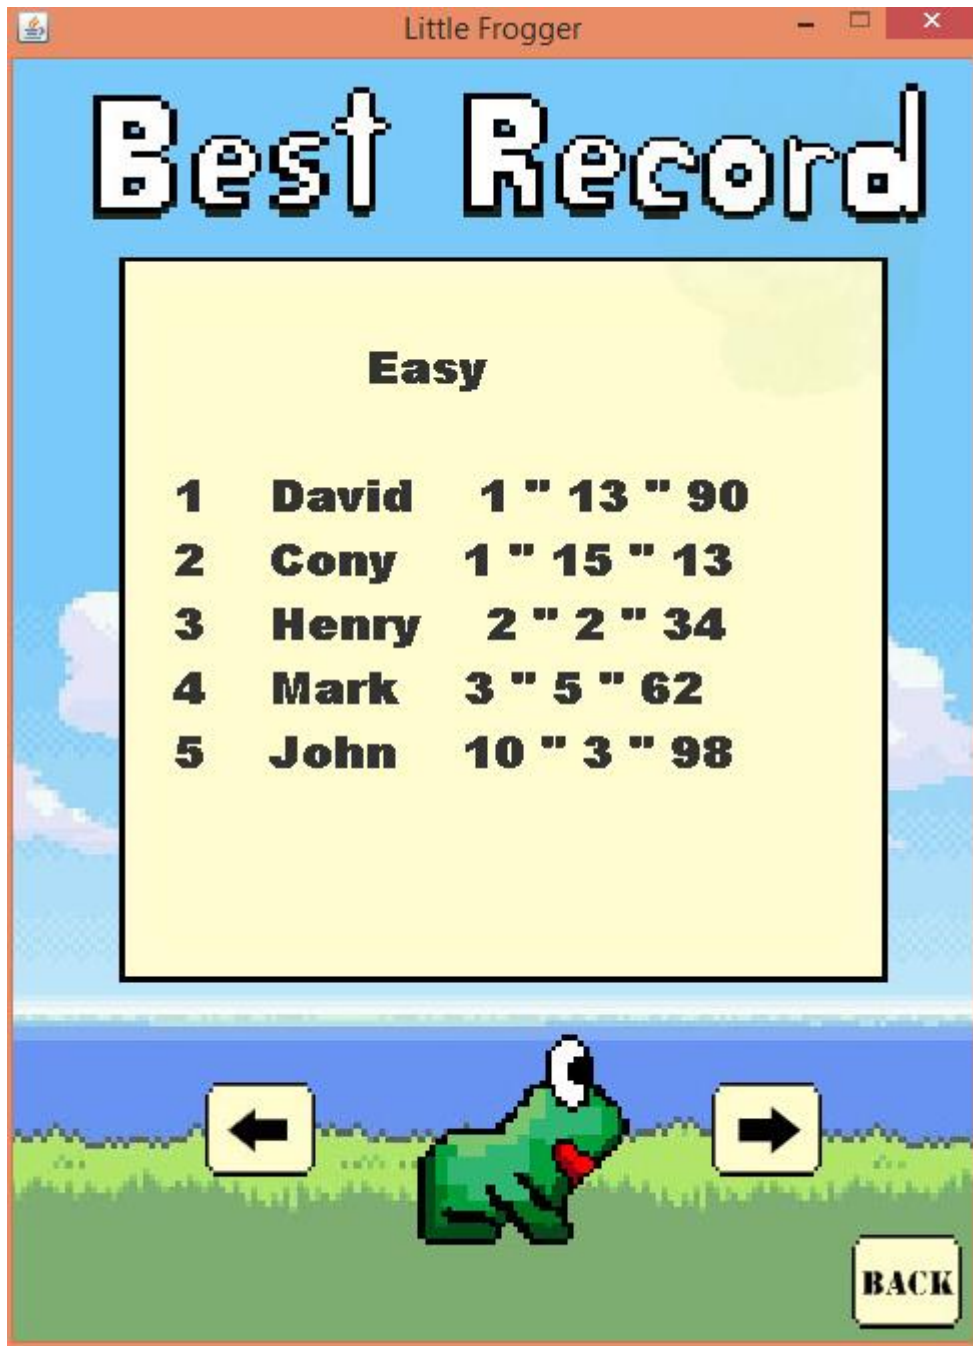 Little Frogger
Best Record
Easy
1 David 1 " 13 " 90
2 Cony 1 " 15 " 13
3 Henry 2 " 2 " 34
4 Mark 3 " 5 " 62
5 John 10 " 3 " 98
BACK